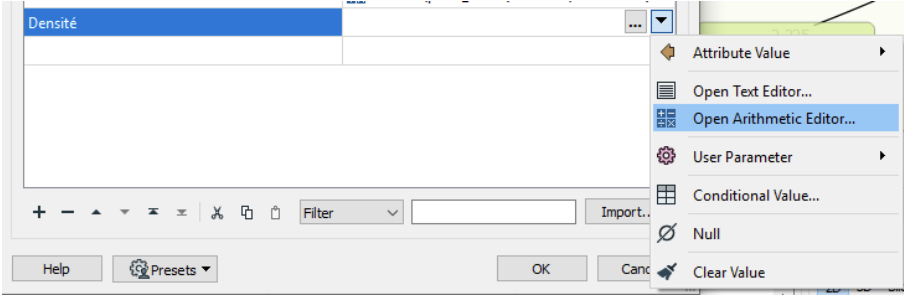 Densité
...
Attribute Value
Open Text Editor...
Open Arithmetic Editor...
User Parameter
Conditional Value...
Null
Clear Value
Filter
Import..
Help
Presets
OK
Canc